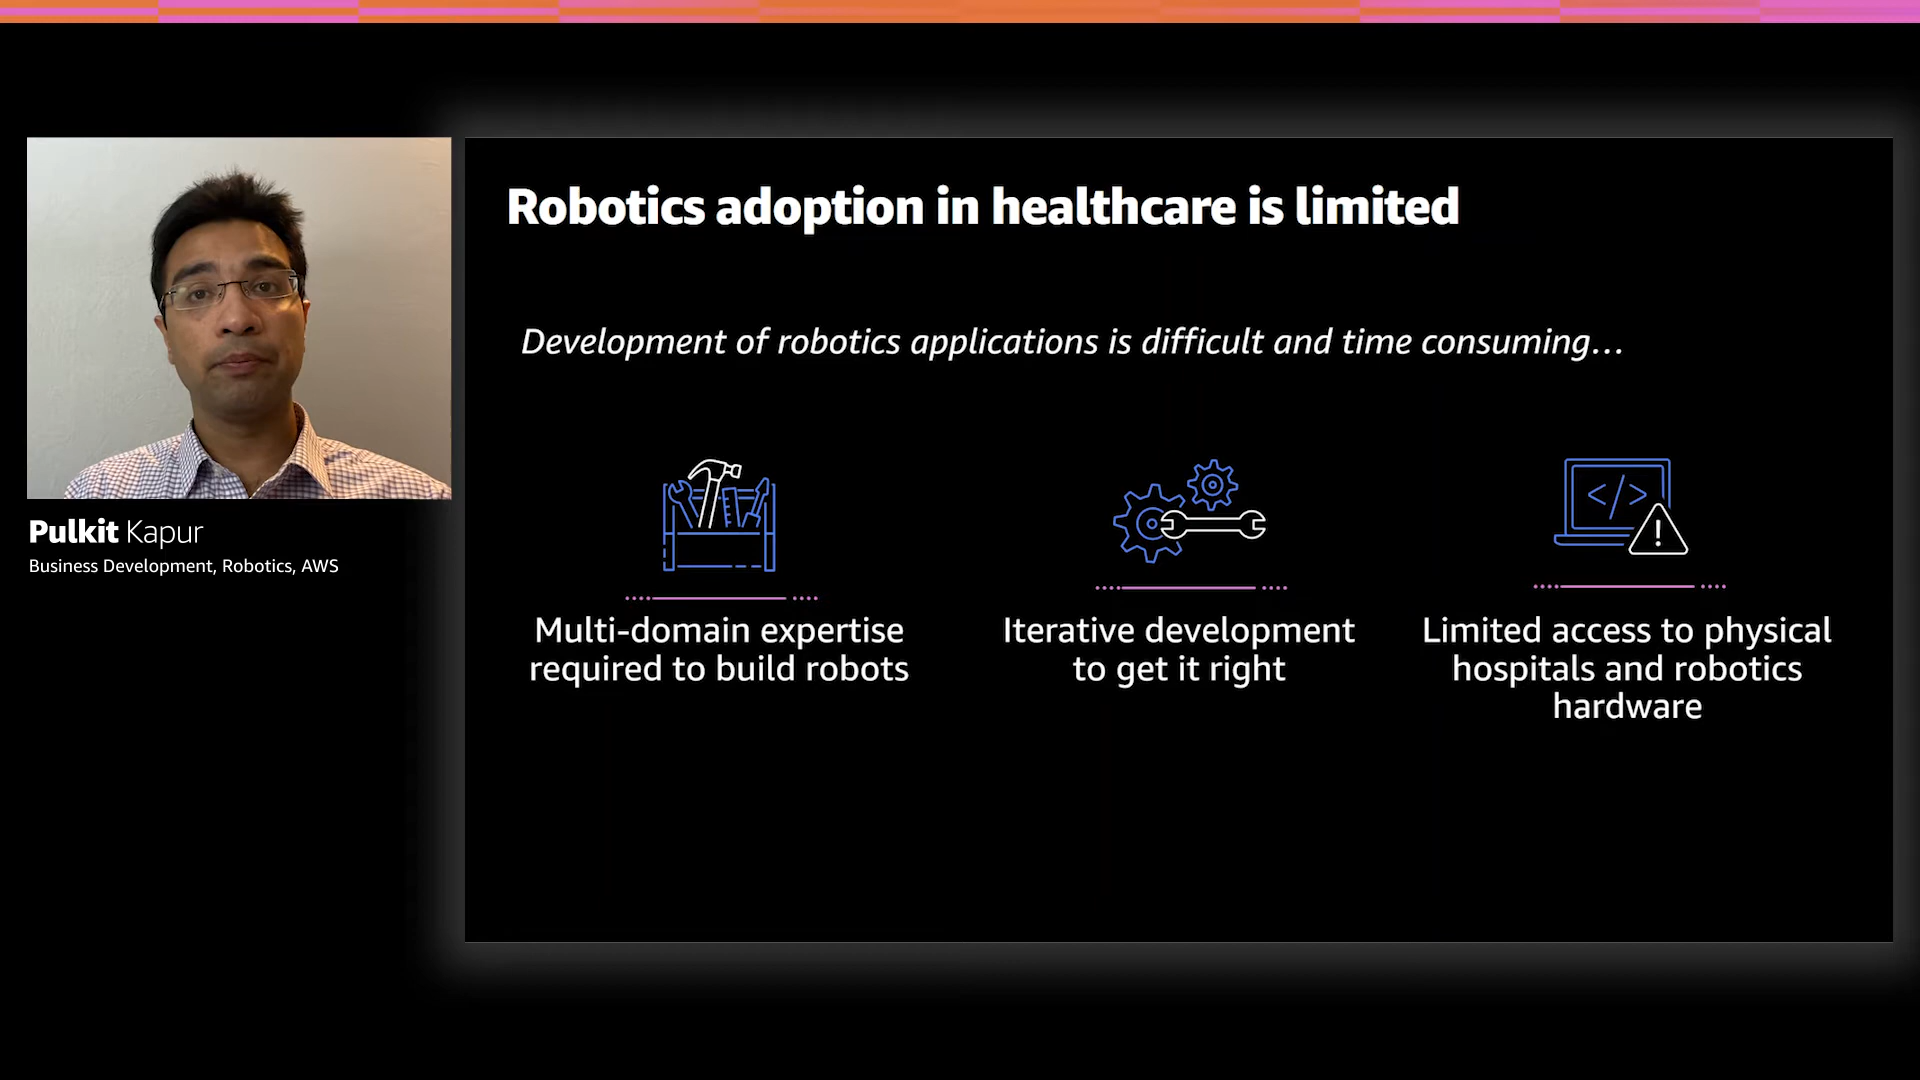 Robotics adoption in healthcare is limited
Development of robotics applications is difficult and time consuming...
</>
!
Multi-domain expertise
required to build robots
Iterative development
to get it right
Limited access to physical
hospitals and robotics
hardware
Pulkit Kapur
Business Development, Robotics, AWS